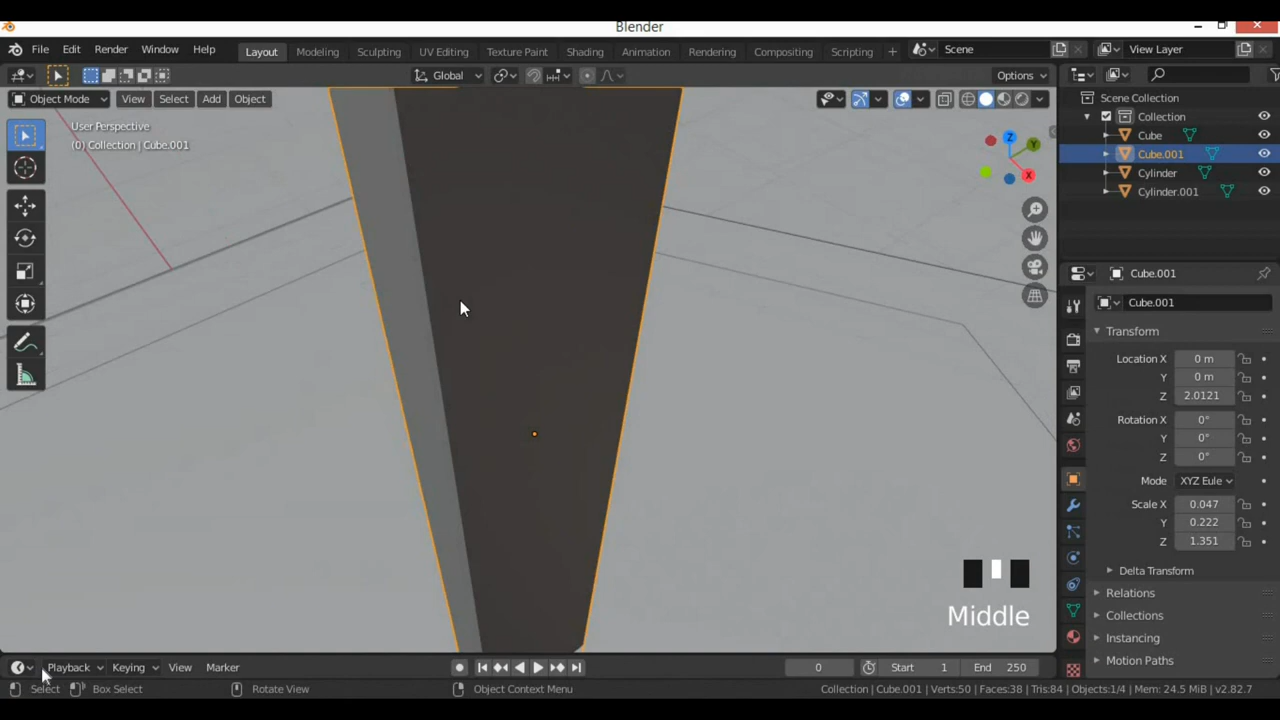 Blender
File Edit Render Window Help Layout Modeling Sculpting UV Editing Texture Paint Shading Animation Rendering Compositing Scripting + Scene View Layer
Global Options
Object Mode View Select Add Object
User Perspective
(0) Collection | Cube.001
Z
Y
X
Middle
Scene Collection
Collection
Cube
Cube.001
Cylinder
Cylinder.001
Cube.001
Cube.001
Transform
Location X 0 m
Y 0 m
Z 2.0121
Rotation X 0°
Y 0°
Z 0°
Mode XYZ Eule
Scale X 0.047
Y 0.222
Z 1.351
Delta Transform
Relations
Collections
Instancing
Motion Paths
Playback Keying View Marker 0 Start 1 End 250
Select Box Select Rotate View Object Context Menu Collection | Cube.001 | Verts:50 | Faces:38 | Tris:84 | Objects:1/4 | Mem: 24.5 MiB | v2.82.7